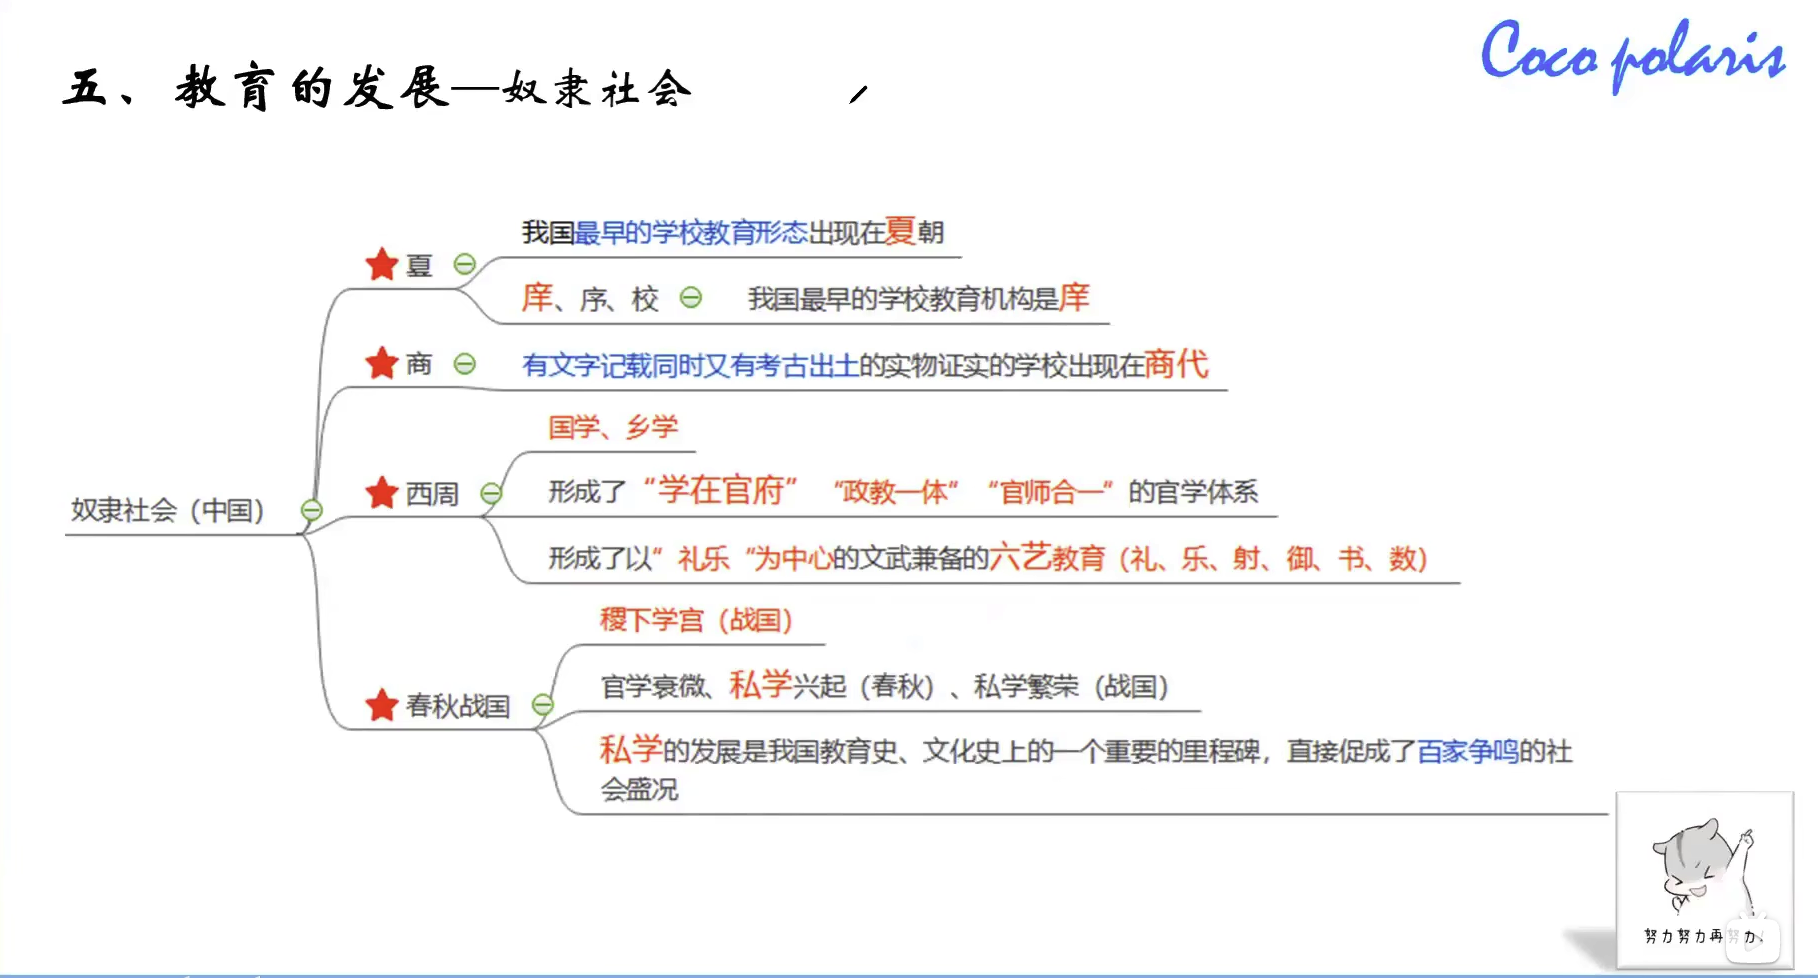 五、教育的发展—奴隶社会
Coco polaris
奴隶社会（中国）
夏
我国最早的学校教育形态出现在夏朝
庠、序、校
我国最早的学校教育机构是庠
商
有文字记载同时又有考古出土的实物证实的学校出现在商代
西周
国学、乡学
形成了“学在官府”“政教一体”“官师合一”的官学体系
形成了以”礼乐“为中心的文武兼备的六艺教育（礼、乐、射、御、书、数）
春秋战国
稷下学宫（战国）
官学衰微、私学兴起（春秋）、私学繁荣（战国）
私学的发展是我国教育史、文化史上的一个重要的里程碑，直接促成了百家争鸣的社
会盛况
努力努力再努力!